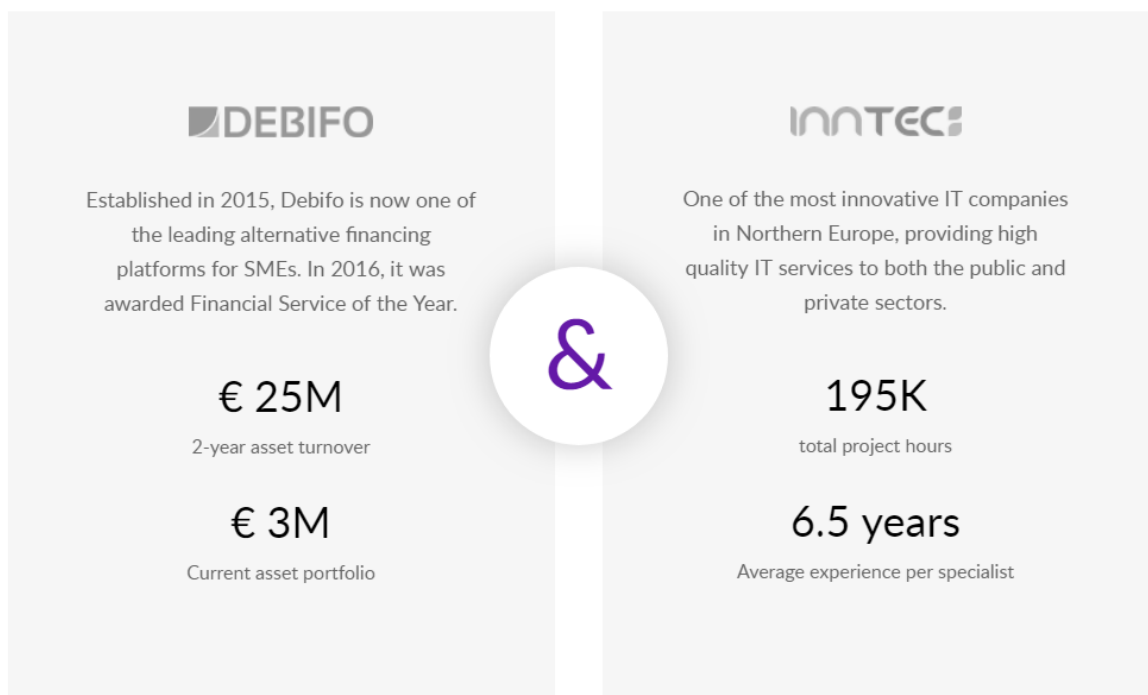 DEBIFO
Established in 2015, Debifo is now one of
the leading alternative financing
platforms for SMEs. In 2016, it was
awarded Financial Service of the Year.
€ 25M
2-year asset turnover
€ 3M
Current asset portfolio
&
INNTEC
One of the most innovative IT companies
in Northern Europe, providing high
quality IT services to both the public and
private sectors.
195K
total project hours
6.5 years
Average experience per specialist